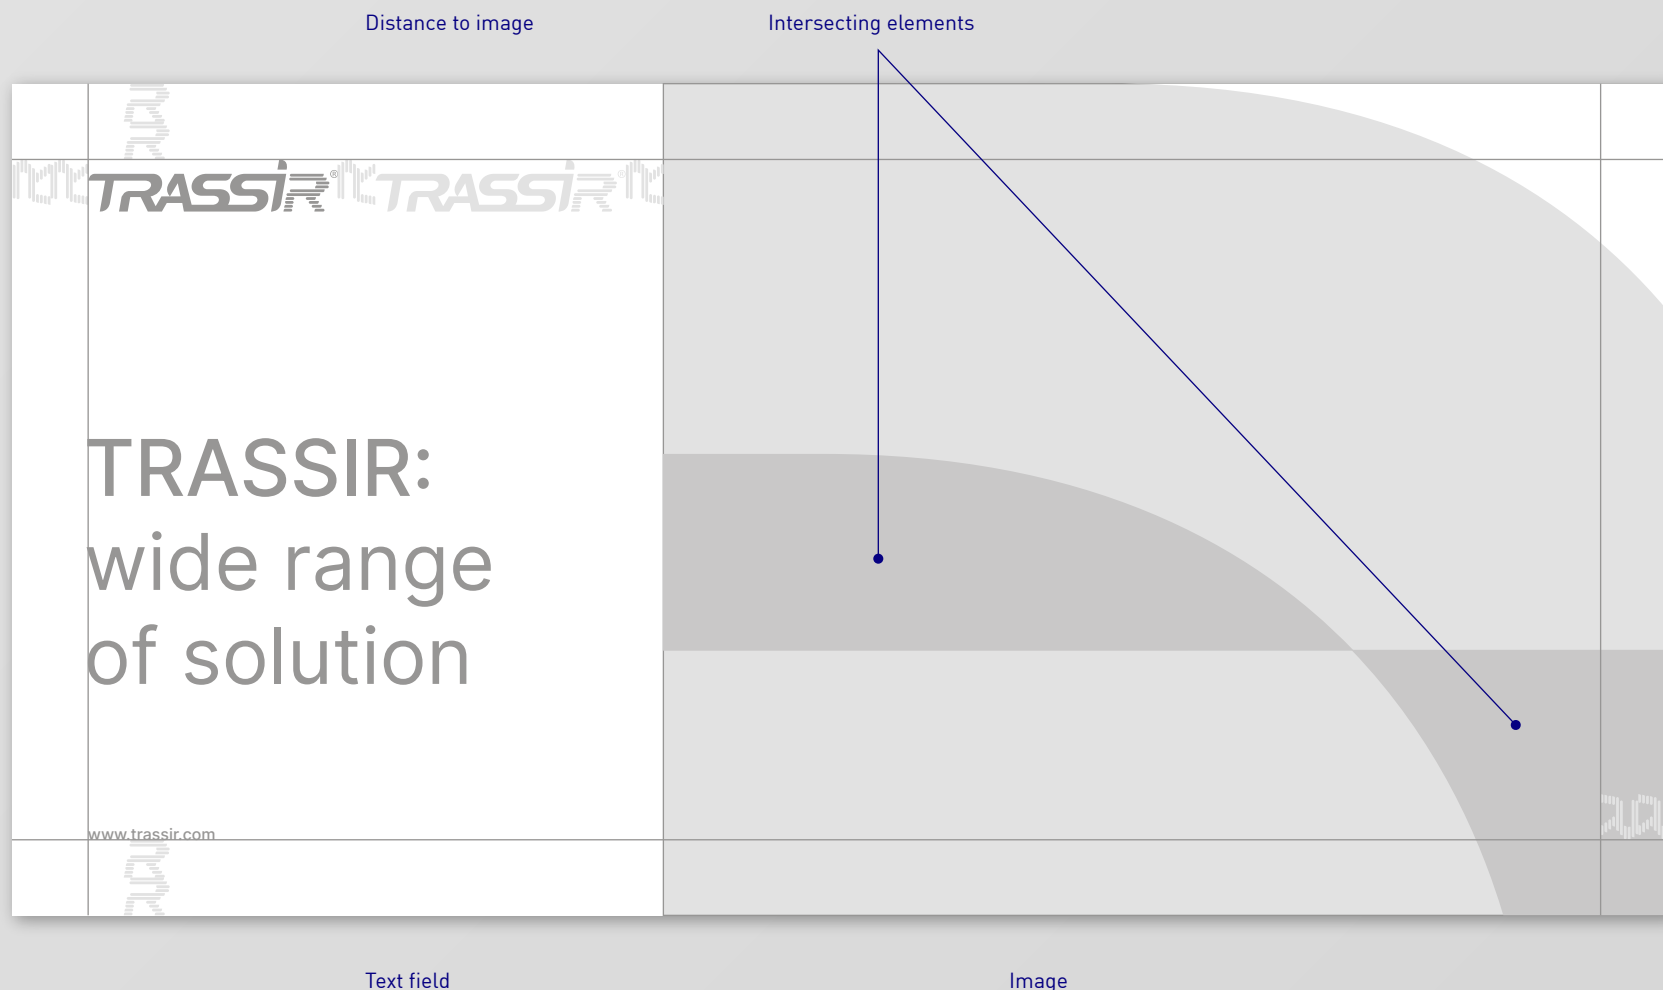 Distance to image
Intersecting elements
TRASSIR®
TRASSIR®
TRASSIR:
wide range
of solution
www.trassir.com
Text field
Image